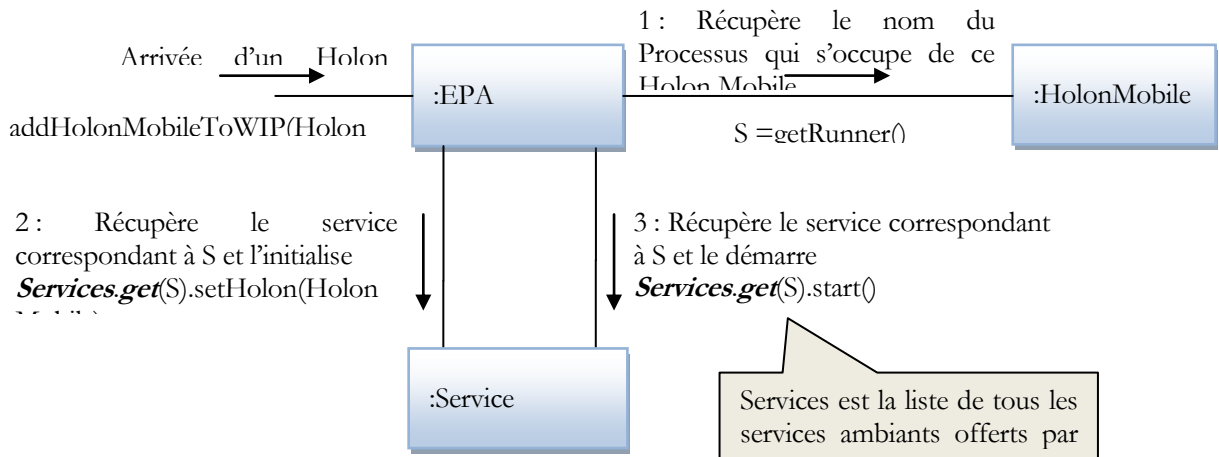 1 : Récupère le nom du
Processus qui s'occupe de ce
Holon Mobile
Arrivée d'un Holon
:EPA
:HolonMobile
addHolonMobileToWIP(Holon
S =getRunner()
2 : Récupère le service
correspondant à S et l'initialise
Services.get(S).setHolon(Holon
3 : Récupère le service correspondant
à S et le démarre
Services.get(S).start()
:Service
Services est la liste de tous les
services ambiants offerts par